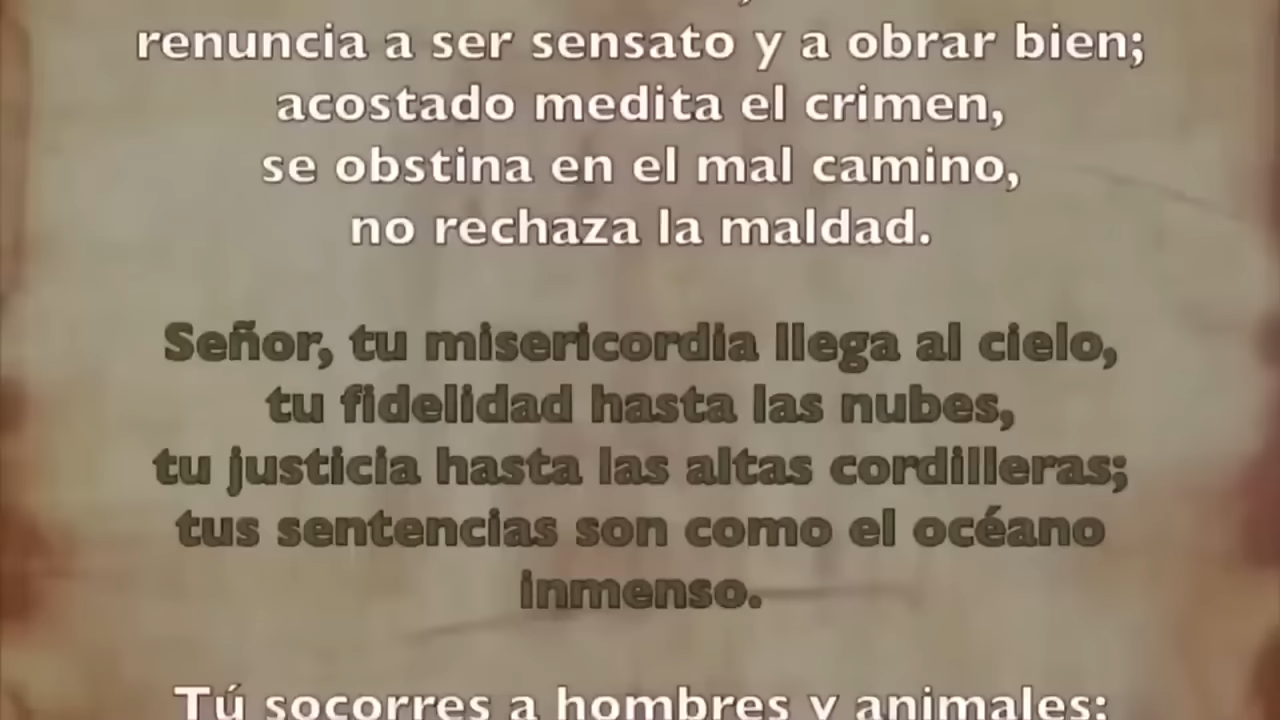 renuncia a ser sensato y a obrar bien;
acostado medita el crimen,
se obstina en el mal camino,
no rechaza la maldad.
Señor, tu misericordia llega al cielo,
tu fidelidad hasta las nubes,
tu justicia hasta las altas cordilleras;
tus sentencias son como el océano
inmenso.
Tú socorres a hombres y animales;